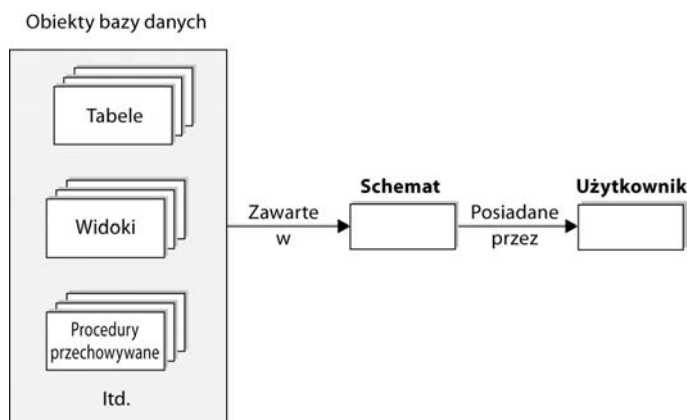 Obiekty bazy danych
Tabele
Widoki
Procedury
przechowywane
Itd.
Zawarte
w
Schemat
Posiadane
przez
Użytkownik